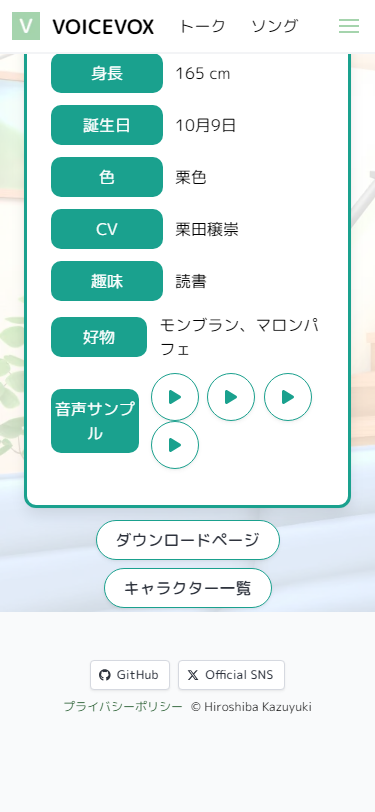 V VOICEVOX トーク ソング
身長 165 cm
誕生日 10月9日
色 栗色
CV 栗田穣崇
趣味 読書
好物 モンブラン、マロンパ
フェ
音声サンプ
ル
ダウンロードページ
キャラクター一覧
GitHub Official SNS
プライバシーポリシー © Hiroshiba Kazuyuki